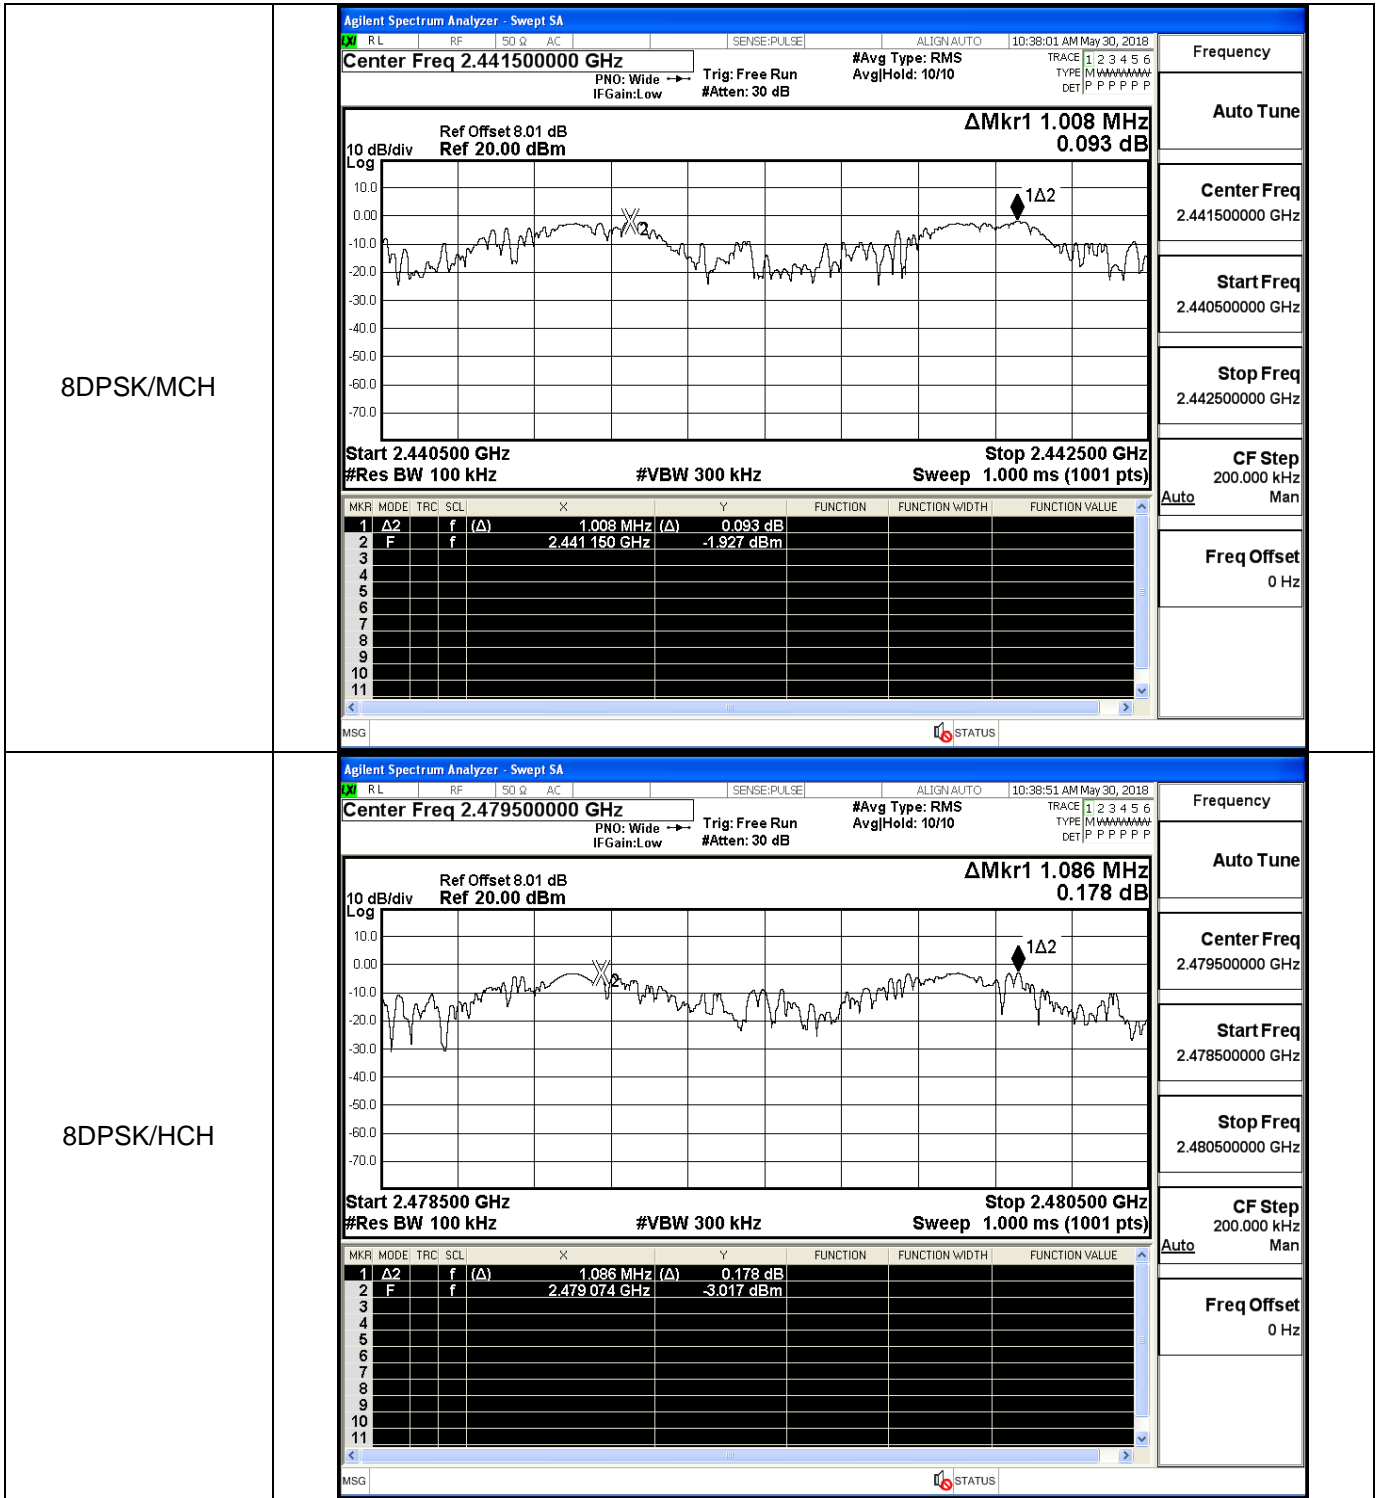 8DPSK/MCH
Agilent Spectrum Analyzer - Swept SA
LXI RL RF 50 Ω AC SENSE:PULSE ALIGN AUTO 10:38:01 AM May 30, 2018
Center Freq 2.441500000 GHz
PNO: Wide
IFGain:Low
Trig: Free Run
#Atten: 30 dB
#Avg Type: RMS
Avg|Hold: 10/10
TRACE 1 2 3 4 5 6
TYPE M WWWWW
DET P P P P P P
Ref Offset 8.01 dB
10 dB/div Ref 20.00 dBm
Log
ΔMkr1 1.008 MHz
0.093 dB
10.0
0.00
-10.0
-20.0
-30.0
-40.0
-50.0
-60.0
-70.0
2
1Δ2
Start 2.440500 GHz Stop 2.442500 GHz
#Res BW 100 kHz #VBW 300 kHz Sweep 1.000 ms (1001 pts)
MKR MODE TRC SCL X Y FUNCTION FUNCTION WIDTH FUNCTION VALUE
1 Δ2 f (Δ) 1.008 MHz (Δ) 0.093 dB
2 F f 2.441 150 GHz -1.927 dBm
3
4
5
6
7
8
9
10
11
MSG STATUS
Frequency
Auto Tune
Center Freq
2.441500000 GHz
Start Freq
2.440500000 GHz
Stop Freq
2.442500000 GHz
CF Step
200.000 kHz
Auto Man
Freq Offset
0 Hz
8DPSK/HCH
Agilent Spectrum Analyzer - Swept SA
LXI RL RF 50 Ω AC SENSE:PULSE ALIGN AUTO 10:38:51 AM May 30, 2018
Center Freq 2.479500000 GHz
PNO: Wide
IFGain:Low
Trig: Free Run
#Atten: 30 dB
#Avg Type: RMS
Avg|Hold: 10/10
TRACE 1 2 3 4 5 6
TYPE M WWWWW
DET P P P P P P
Ref Offset 8.01 dB
10 dB/div Ref 20.00 dBm
Log
ΔMkr1 1.086 MHz
0.178 dB
10.0
0.00
-10.0
-20.0
-30.0
-40.0
-50.0
-60.0
-70.0
2
1Δ2
Start 2.478500 GHz Stop 2.480500 GHz
#Res BW 100 kHz #VBW 300 kHz Sweep 1.000 ms (1001 pts)
MKR MODE TRC SCL X Y FUNCTION FUNCTION WIDTH FUNCTION VALUE
1 Δ2 f (Δ) 1.086 MHz (Δ) 0.178 dB
2 F f 2.479 074 GHz -3.017 dBm
3
4
5
6
7
8
9
10
11
MSG STATUS
Frequency
Auto Tune
Center Freq
2.479500000 GHz
Start Freq
2.478500000 GHz
Stop Freq
2.480500000 GHz
CF Step
200.000 kHz
Auto Man
Freq Offset
0 Hz